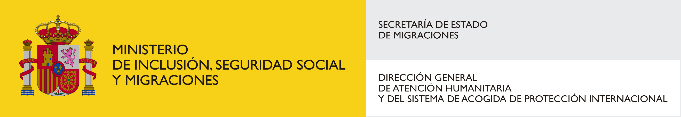 MINISTERIO
DE INCLUSIÓN, SEGURIDAD SOCIAL
Y MIGRACIONES
SECRETARÍA DE ESTADO
DE MIGRACIONES
DIRECCIÓN GENERAL
DE ATENCIÓN HUMANITARIA
Y DEL SISTEMA DE ACOGIDA DE PROTECCIÓN INTERNACIONAL